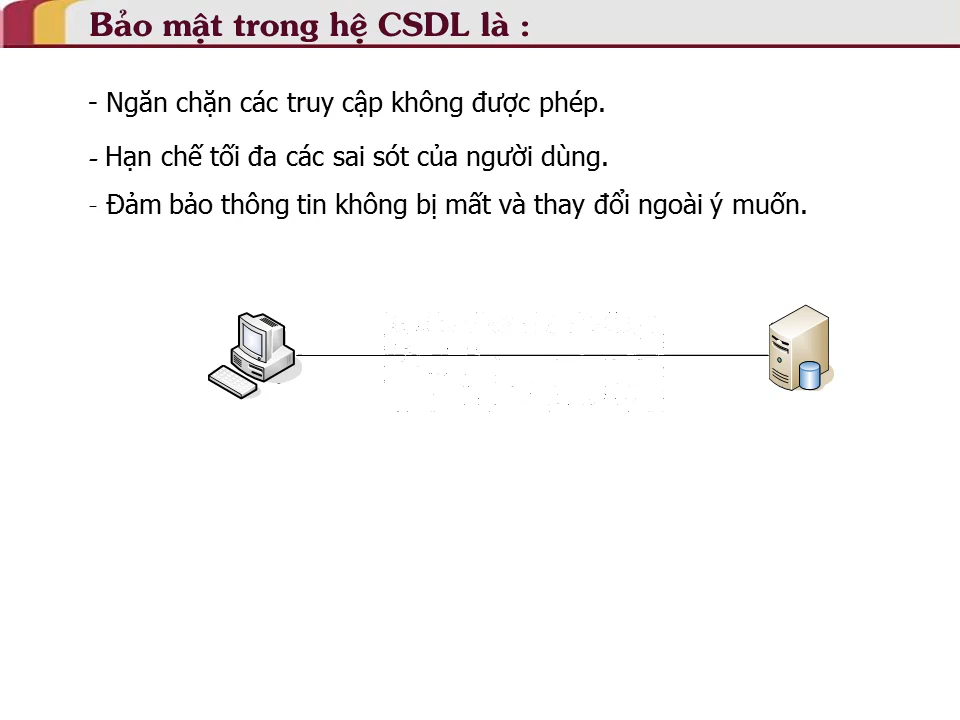 Bảo mật trong hệ CSDL là :
- Ngăn chặn các truy cập không được phép.
- Hạn chế tối đa các sai sót của người dùng.
- Đảm bảo thông tin không bị mất và thay đổi ngoài ý muốn.